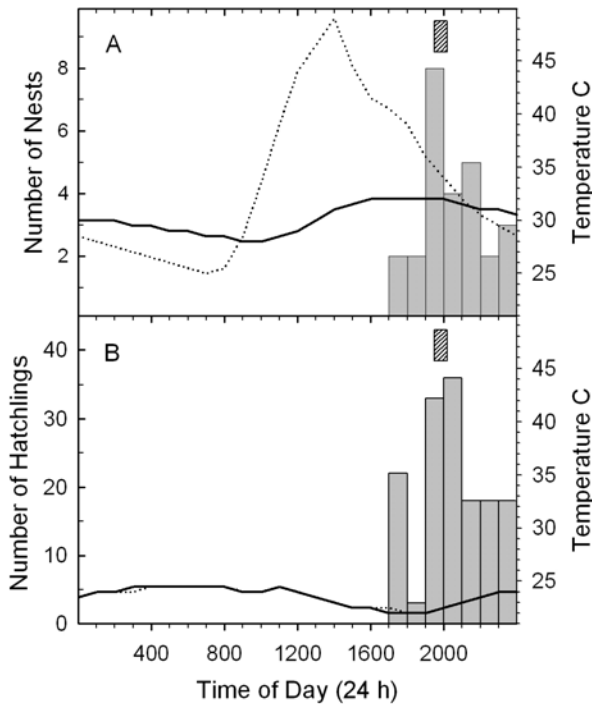 A
Number of Nests
8
6
4
2
45
40
35
30
25
Temperature C
B
Number of Hatchlings
40
30
20
10
0
45
40
35
30
25
Temperature C
400 800 1200 1600 2000
Time of Day (24 h)